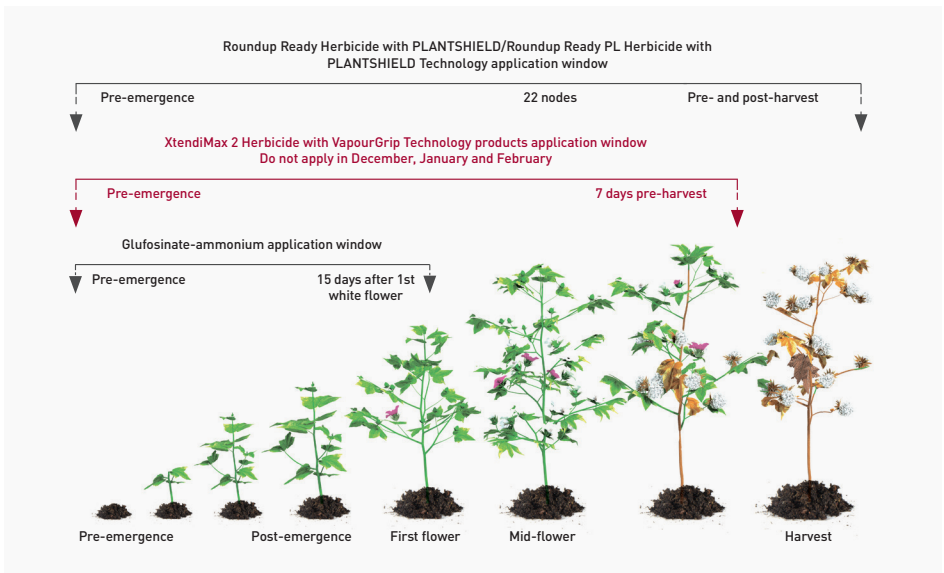 Roundup Ready Herbicide with PLANTSHIELD/Roundup Ready PL Herbicide with
PLANTSHIELD Technology application window
Pre-emergence
22 nodes
Pre- and post-harvest
XtendiMax 2 Herbicide with VapourGrip Technology products application window
Do not apply in December, January and February
Pre-emergence
7 days pre-harvest
Glufosinate-ammonium application window
Pre-emergence
15 days after 1st
white flower
Pre-emergence
Post-emergence
First flower
Mid-flower
Harvest